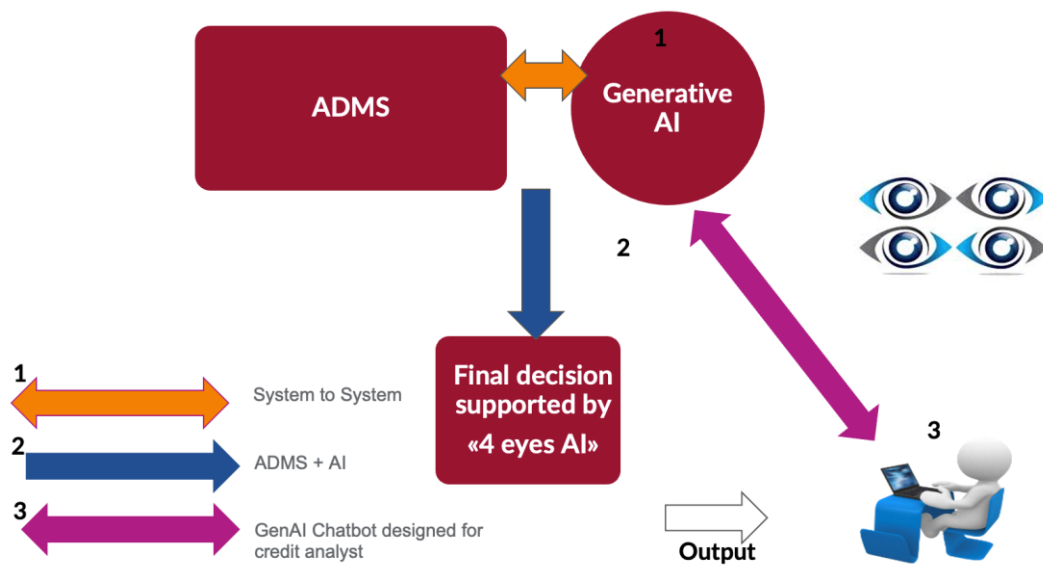 ADMS
1
Generative
AI
2
Final decision
supported by
«4 eyes AI»
1
System to System
2
ADMS + AI
3
GenAI Chatbot designed for
credit analyst
Output
3